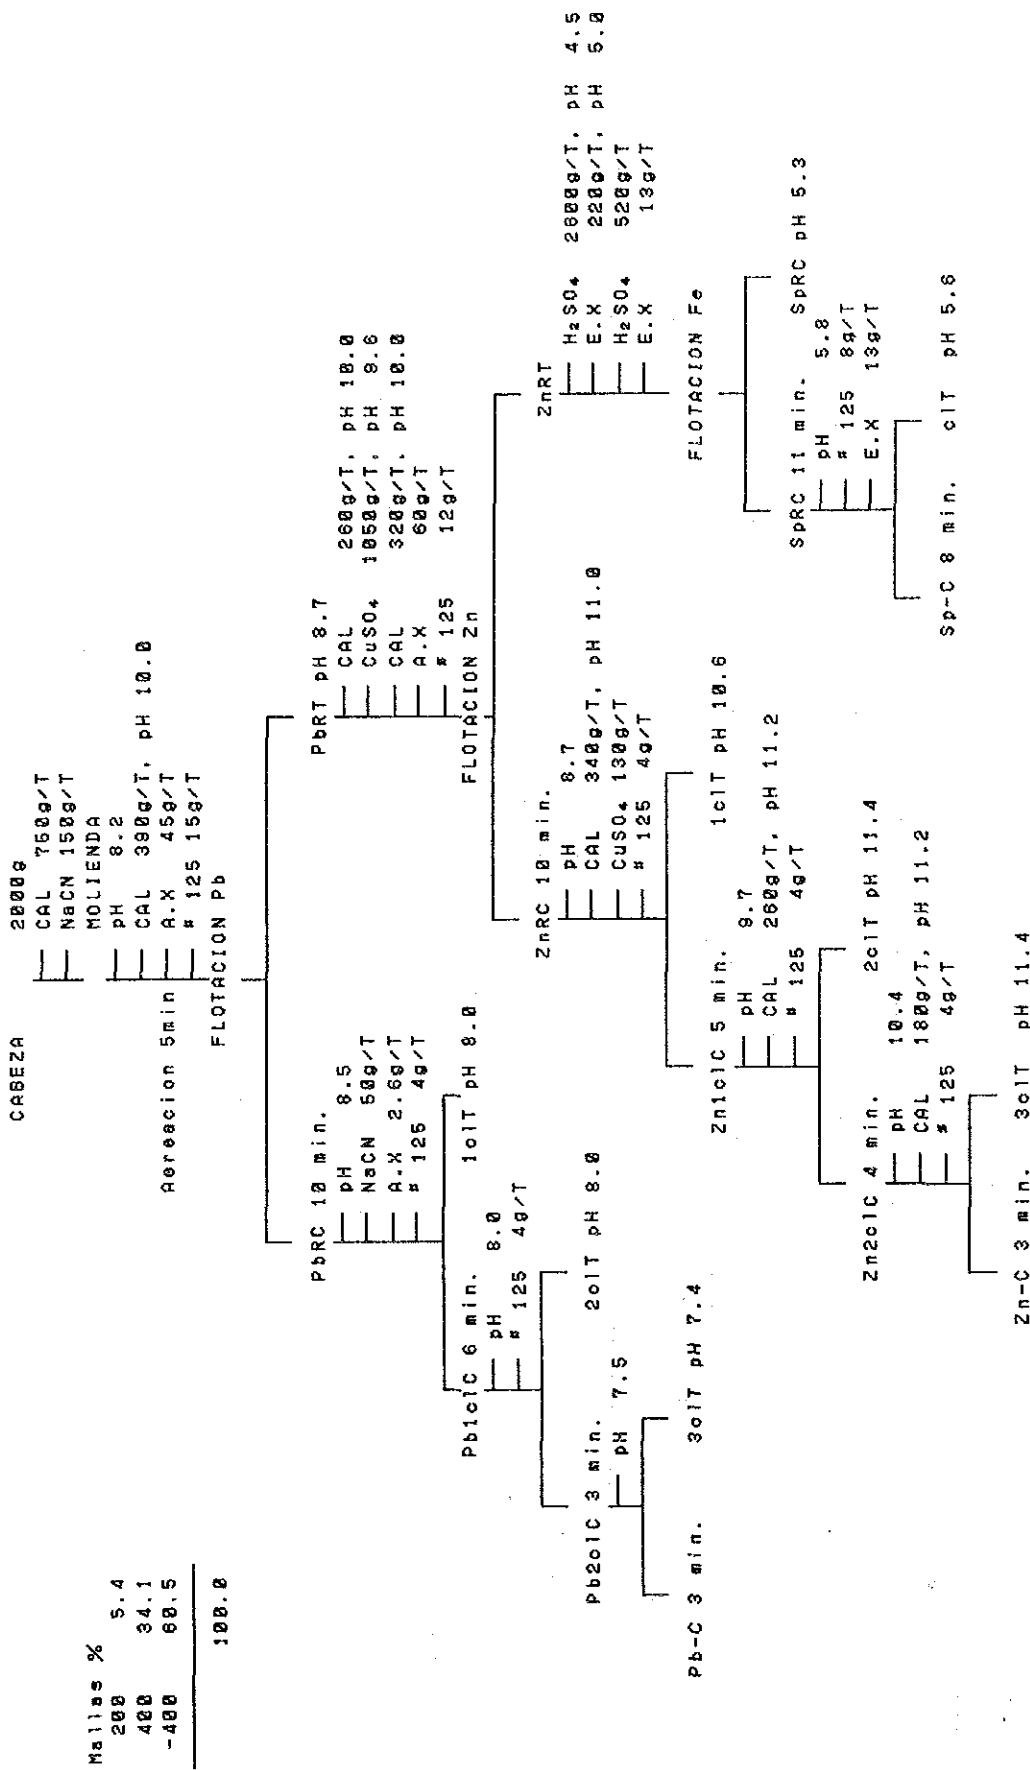 Mallas %
200 5.4
400 34.1
-400 60.5
100.0
CABEZA 2000g
CAL 760g/T
NaCN 150g/T
MOLIENDA
pH 8.2
CAL 390g/T, pH 10.0
Aereacion 5min A.X 45g/T
# 125 15g/T
FLOTACION Pb
PbRC 10 min.
pH 8.5
NaCN 50g/T
A.X 2.6g/T
# 125 4g/T
Pb1clC 6 min. 1clT pH 8.0
pH 8.0
# 125 4g/T
Pb2clC 3 min. 2clT pH 8.0
pH 7.5
Pb-C 3 min. 3clT pH 7.4
PbRT pH 8.7
CAL 260g/T, pH 10.0
CuSO₄ 1050g/T, pH 8.6
CAL 320g/T, pH 10.0
A.X 60g/T
# 125 12g/T
FLOTACION Zn
ZnRC 10 min.
pH 8.7
CAL 340g/T, pH 11.0
CuSO₄ 130g/T
# 125 4g/T
Zn1clC 5 min. 1clT pH 10.6
pH 9.7
CAL 260g/T, pH 11.2
# 125 4g/T
Zn2clC 4 min. 2clT pH 11.4
pH 10.4
CAL 180g/T, pH 11.2
# 125 4g/T
Zn-C 3 min. 3clT pH 11.4
ZnRT
H₂SO₄ 2600g/T, pH 4.5
E.X 220g/T, pH 5.0
H₂SO₄ 520g/T
E.X 13g/T
FLOTACION Fe
SpRC 11 min. SpRC pH 5.3
pH 5.8
# 125 8g/T
E.X 13g/T
Sp-C 8 min. clT pH 5.6